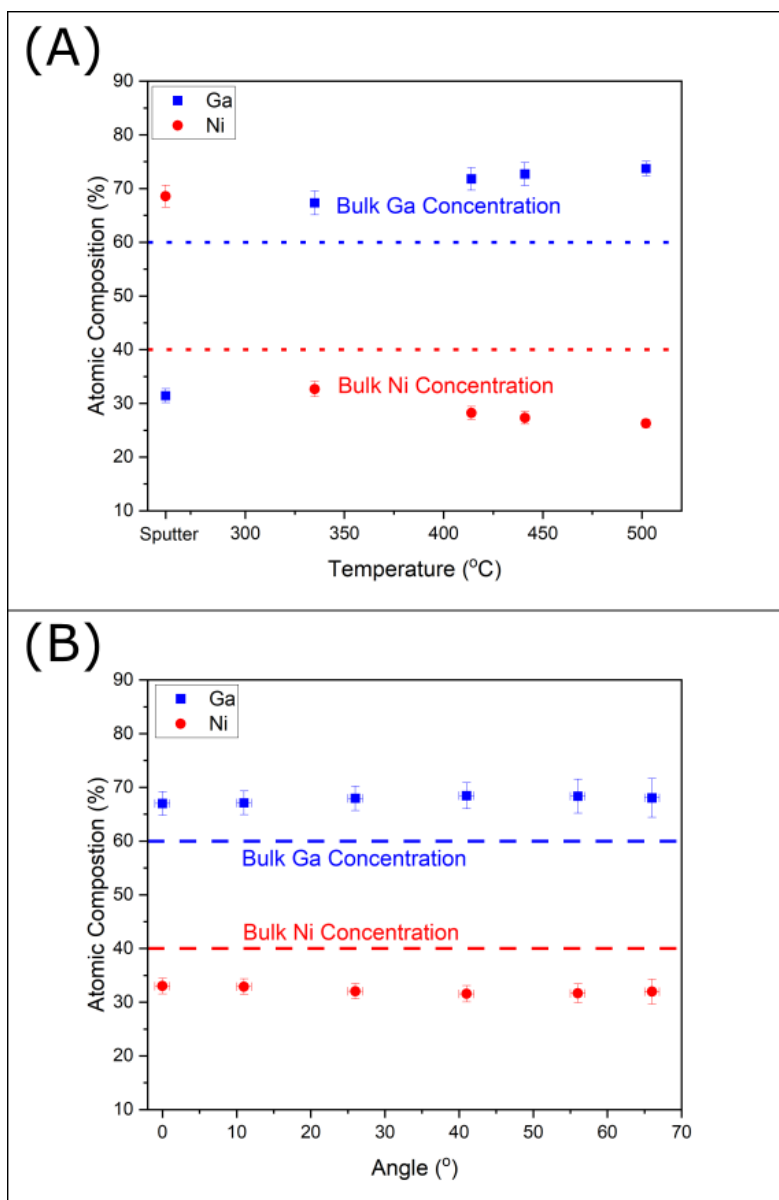 (A)
90
80
70
60
50
40
30
20
10
Atomic Composition (%)
Ga
Ni
Bulk Ga Concentration
Bulk Ni Concentration
Sputter 300 350 400 450 500
Temperature (°C)
(B)
90
80
70
60
50
40
30
20
10
Atomic Compostion (%)
Ga
Ni
Bulk Ga Concentration
Bulk Ni Concentration
0 10 20 30 40 50 60 70
Angle (°)